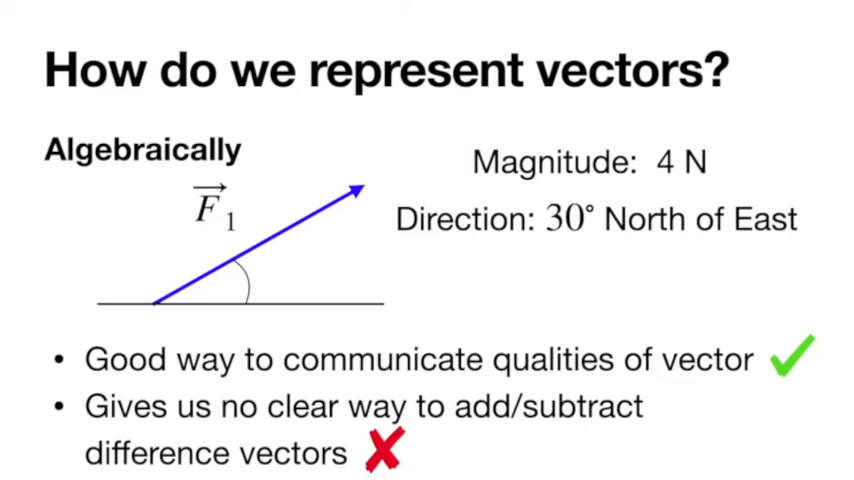 How do we represent vectors?
Algebraically
F 1
Magnitude: 4 N
Direction: 30° North of East
• Good way to communicate qualities of vector
• Gives us no clear way to add/subtract
difference vectors